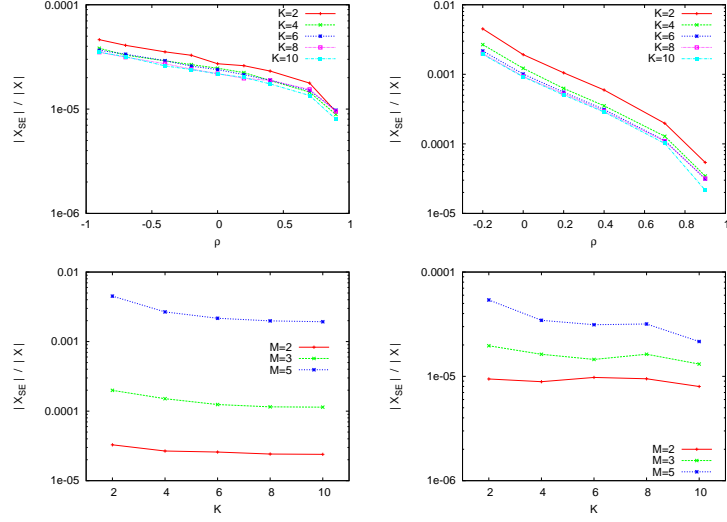 0.0001
1e-05
1e-06
-1
-0.5
0
0.5
1
|X_SE| / |X|
ρ
K=2
K=4
K=6
K=8
K=10
0.01
0.001
0.0001
1e-05
-0.2
0
0.2
0.4
0.6
0.8
1
|X_SE| / |X|
ρ
K=2
K=4
K=6
K=8
K=10
0.01
0.001
0.0001
1e-05
2
4
6
8
10
|X_SE| / |X|
K
M=2
M=3
M=5
0.0001
1e-05
1e-06
2
4
6
8
10
|X_SE| / |X|
K
M=2
M=3
M=5